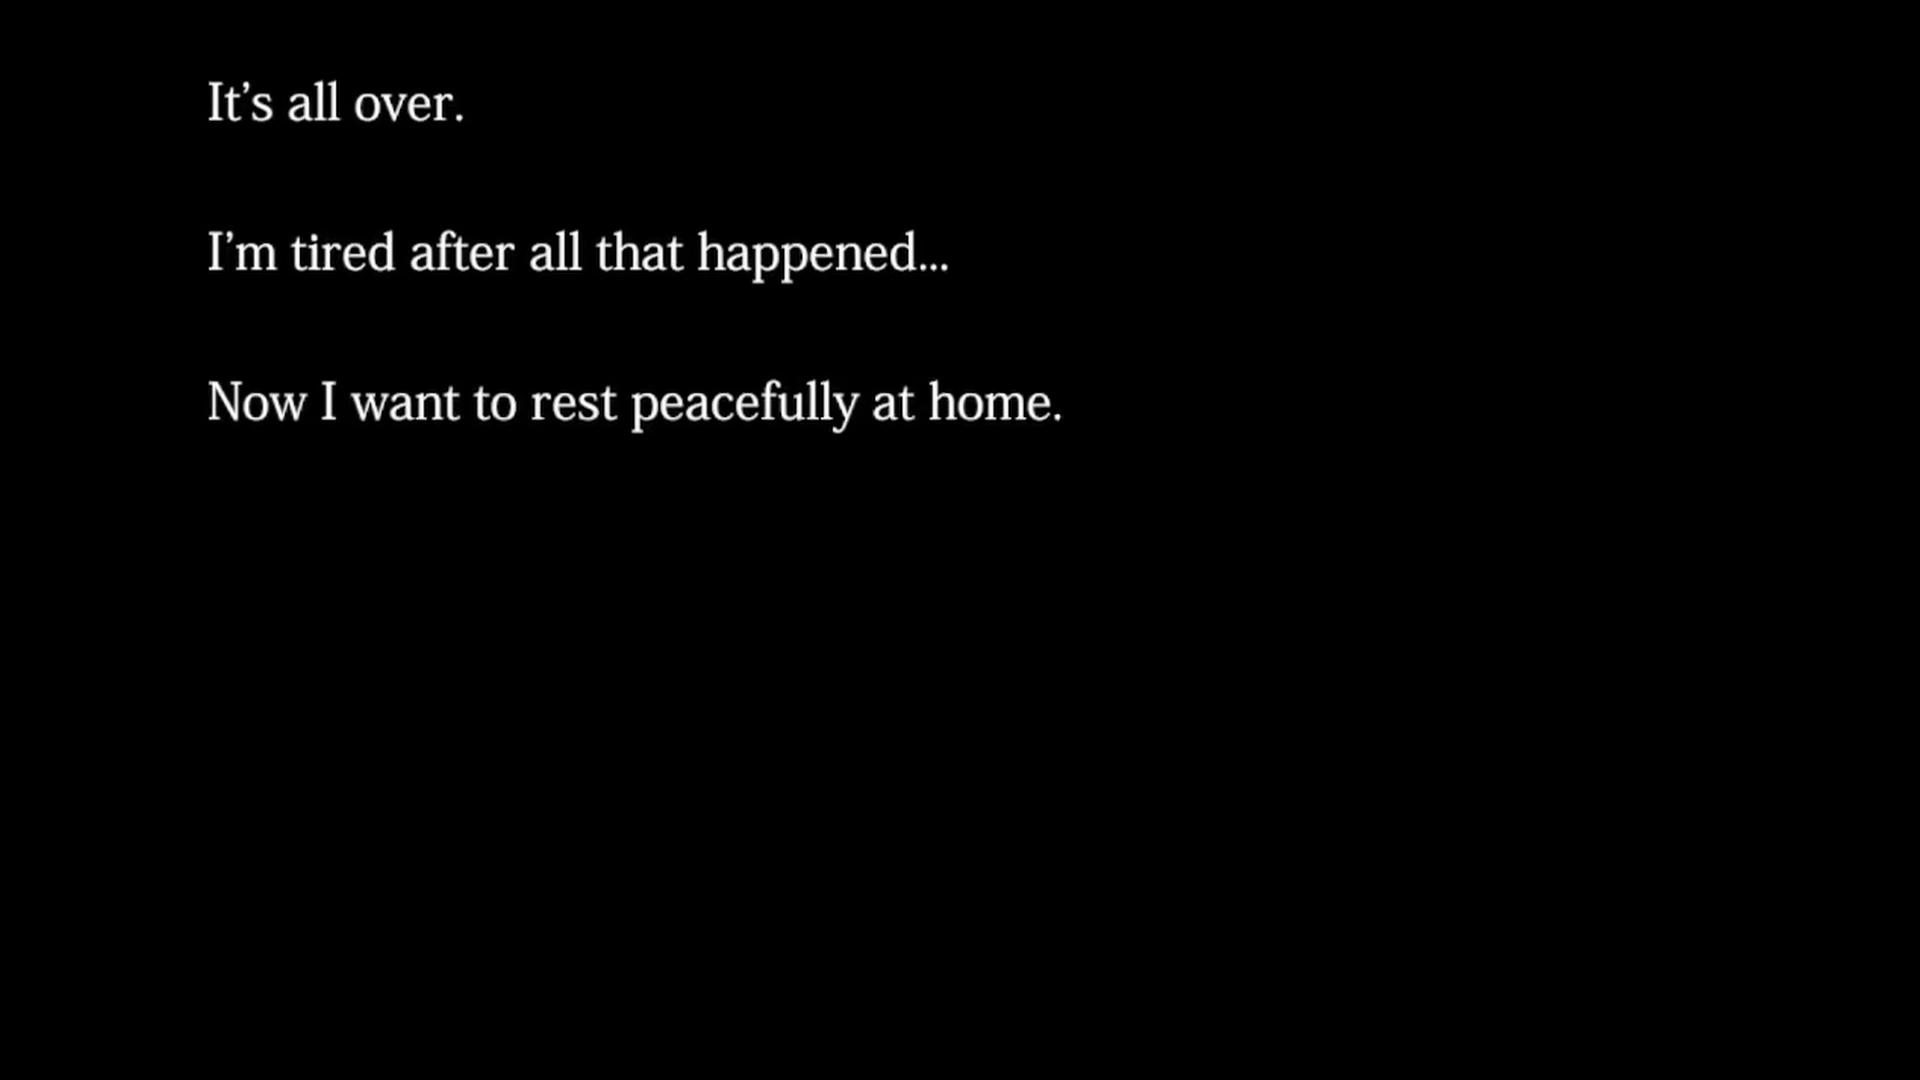 It’s all over.
I’m tired after all that happened...
Now I want to rest peacefully at home.